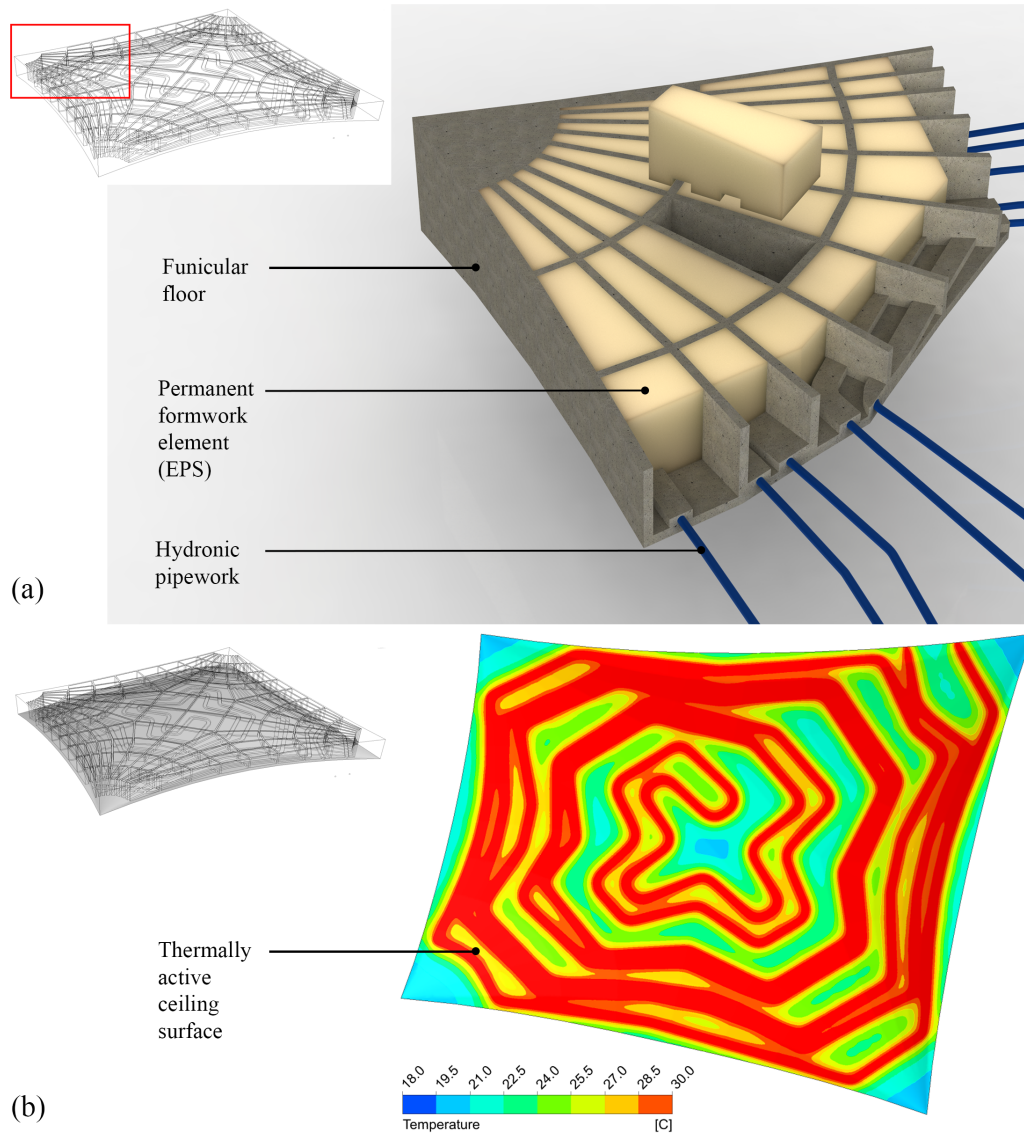 Funicular
floor
Permanent
formwork
element
(EPS)
Hydronic
pipework
(a)
Thermally
active
ceiling
surface
18.0 19.5 21.0 22.5 24.0 25.5 27.0 28.5 30.0
Temperature [C]
(b)